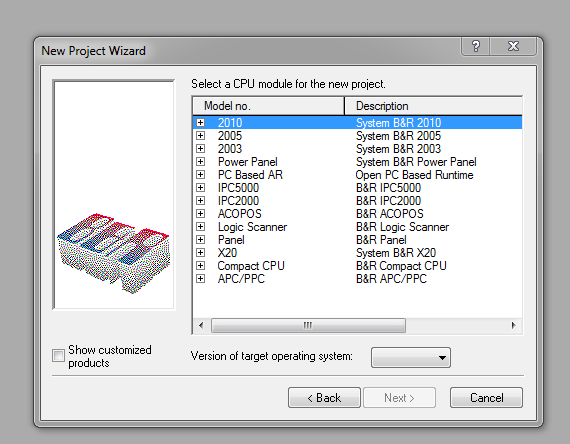 New Project Wizard
Select a CPU module for the new project.
Model no. Description
2010 System B&R 2010
2005 System B&R 2005
2003 System B&R 2003
Power Panel System B&R Power Panel
PC Based AR Open PC Based Runtime
IPC5000 B&R IPC5000
IPC2000 B&R IPC2000
ACOPOS B&R ACOPOS
Logic Scanner B&R Logic Scanner
Panel B&R Panel
X20 System B&R X20
Compact CPU B&R Compact CPU
APC/PPC B&R APC/PPC
Show customized
products
Version of target operating system:
< Back Next > Cancel